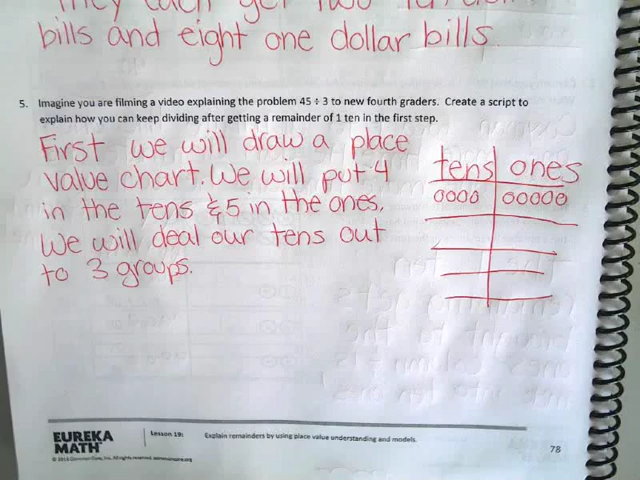 bills and eight one dollar bills
5. Imagine you are filming a video explaining the problem 45 ÷ 3 to new fourth graders. Create a script to
explain how you can keep dividing after getting a remainder of 1 ten in the first step.
First we will draw a place
value chart. We will put 4
in the tens & 5 in the ones.
We will deal our tens out
to 3 groups.
tens ones
0000 00000
EUREKA
MATH
Lesson 19: Explain remainders by using place value understanding and models.
78